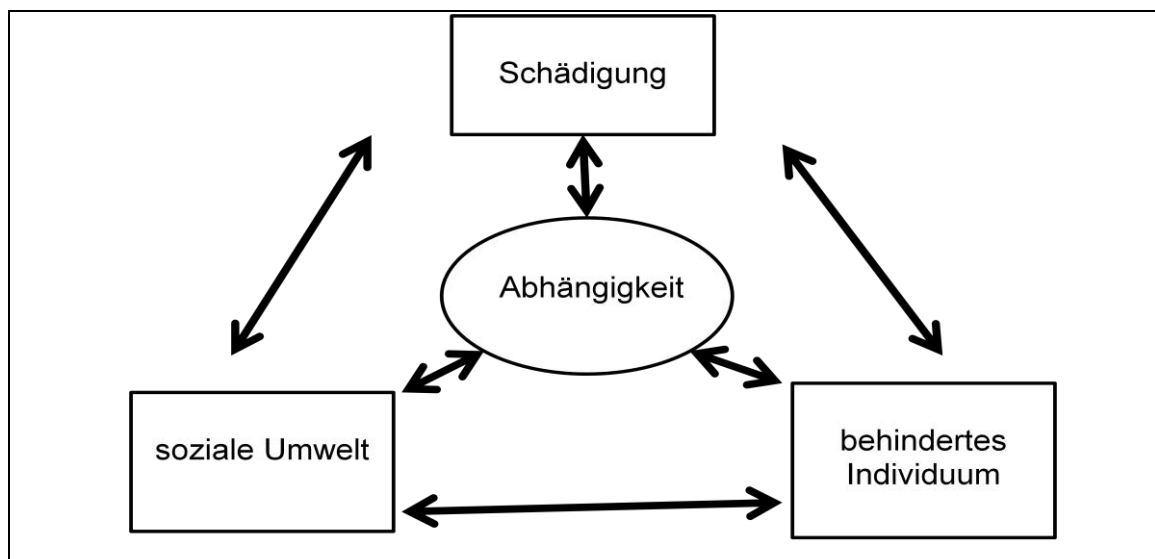 Schädigung
Abhängigkeit
soziale Umwelt
behindertes
Individuum